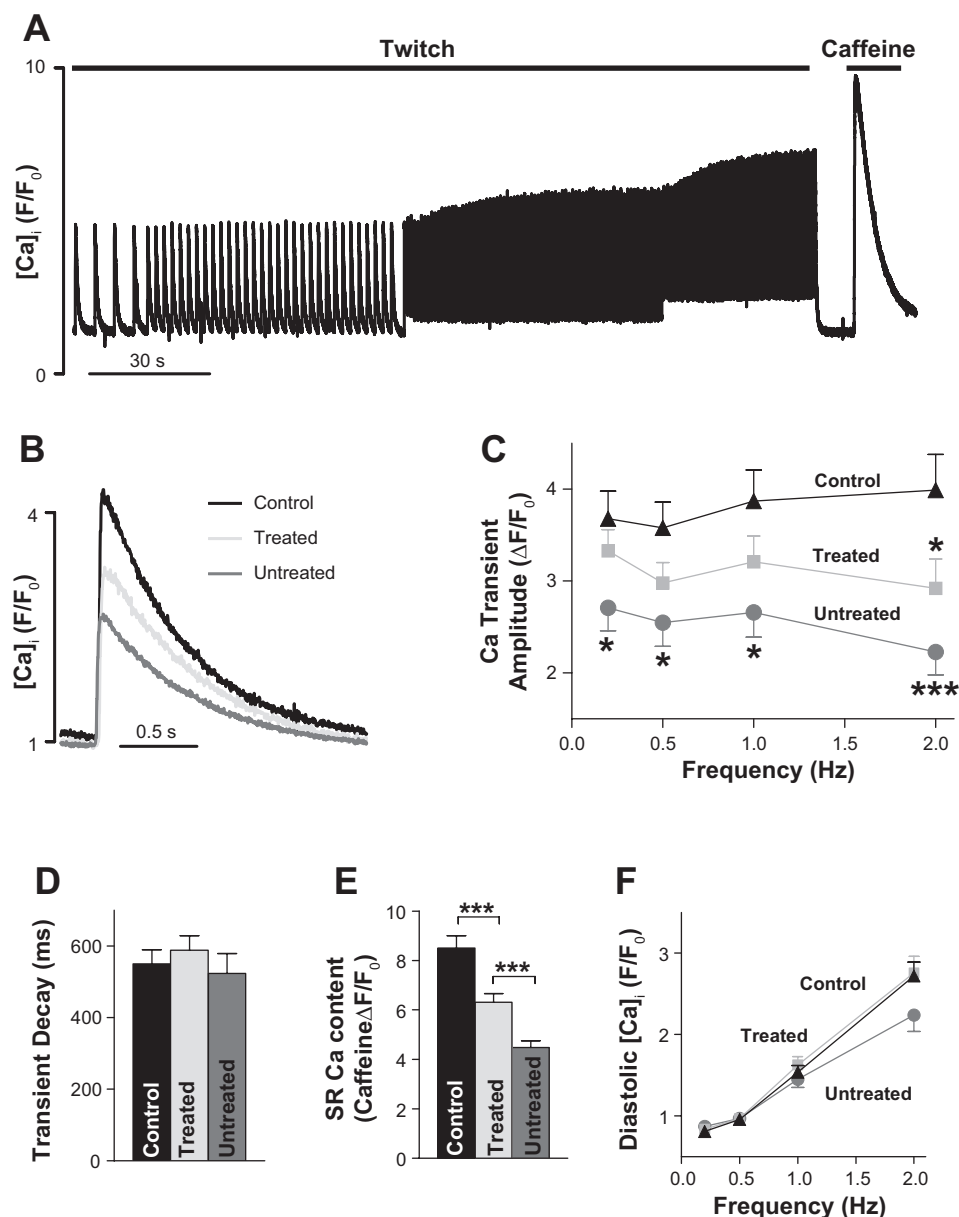 A
Twitch
Caffeine
10
[Ca]i (F/F0)
0
30 s
B
4
[Ca]i (F/F0)
1
0.5 s
Control
Treated
Untreated
C
4
3
2
Ca Transient
Amplitude (ΔF/F0)
Control
*
Treated
Untreated
*
*
*
***
0.0
0.5
1.0
1.5
2.0
Frequency (Hz)
D
600
400
200
0
Transient Decay (ms)
Control
Treated
Untreated
E
10
8
6
4
2
0
SR Ca content
(CaffeineΔF/F0)
***
***
Control
Treated
Untreated
F
3
2
1
Diastolic [Ca]i (F/F0)
Control
Treated
Untreated
0.0
0.5
1.0
1.5
2.0
Frequency (Hz)